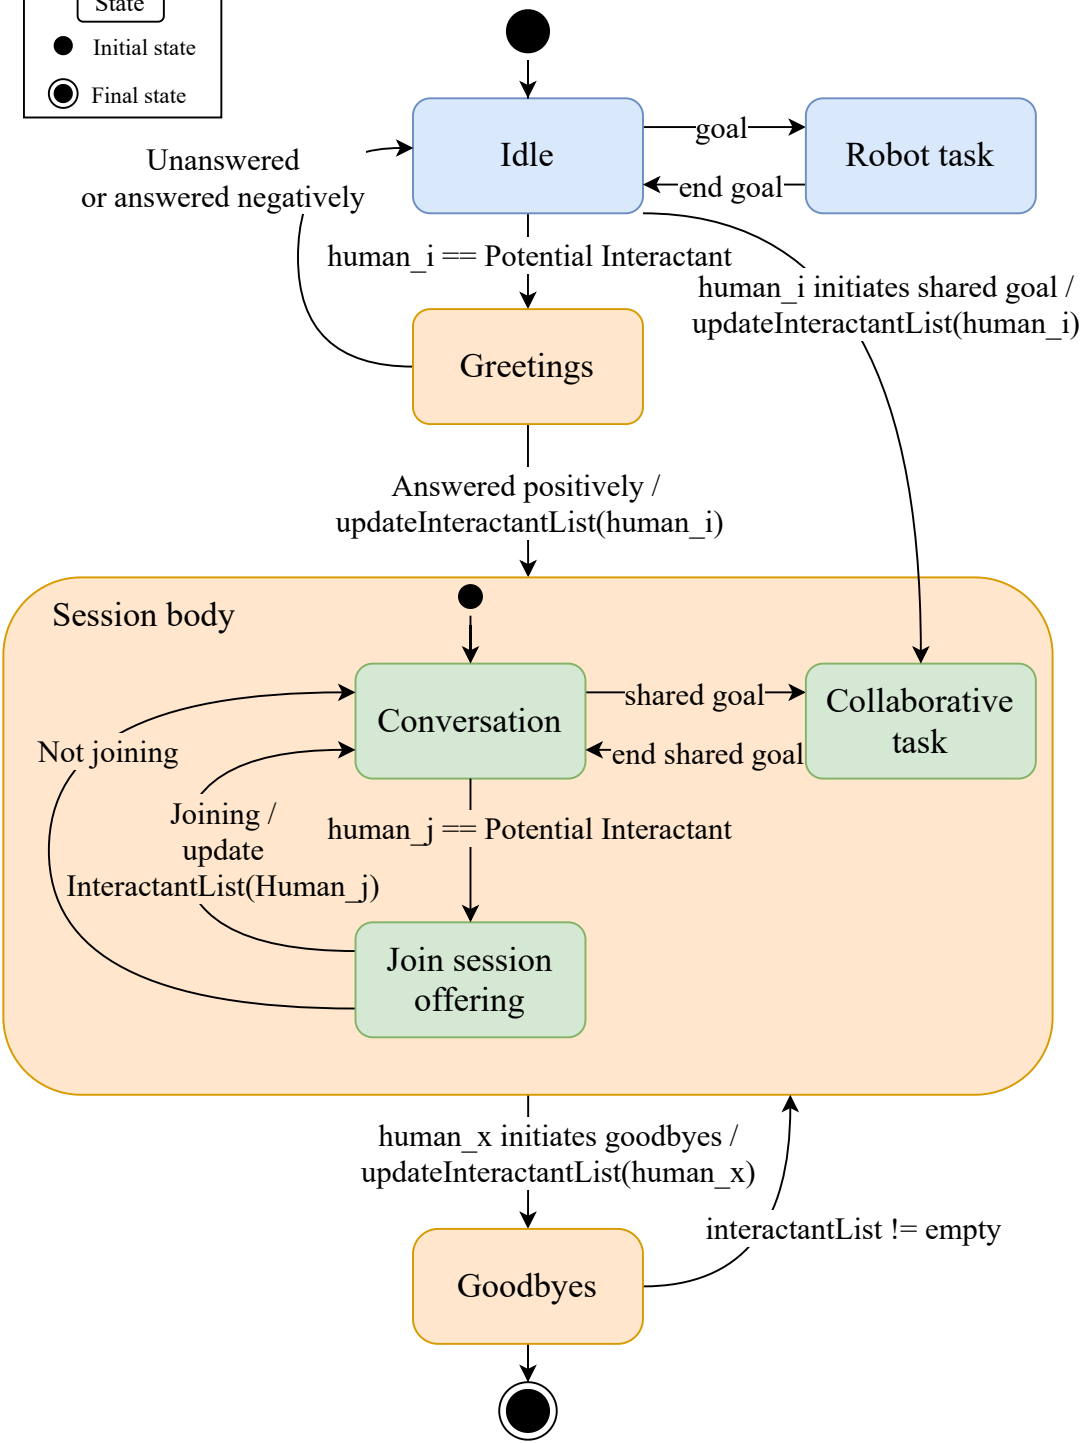 State
Initial state
Final state
Idle
goal
Robot task
end goal
Unanswered
or answered negatively
human_i == Potential Interactant
human_i initiates shared goal /
updateInteractantList(human_i)
Greetings
Answered positively /
updateInteractantList(human_i)
Session body
Conversation
shared goal
Collaborative
task
end shared goal
Not joining
Joining /
update
InteractantList(Human_j)
human_j == Potential Interactant
Join session
offering
human_x initiates goodbyes /
updateInteractantList(human_x)
interactantList != empty
Goodbyes